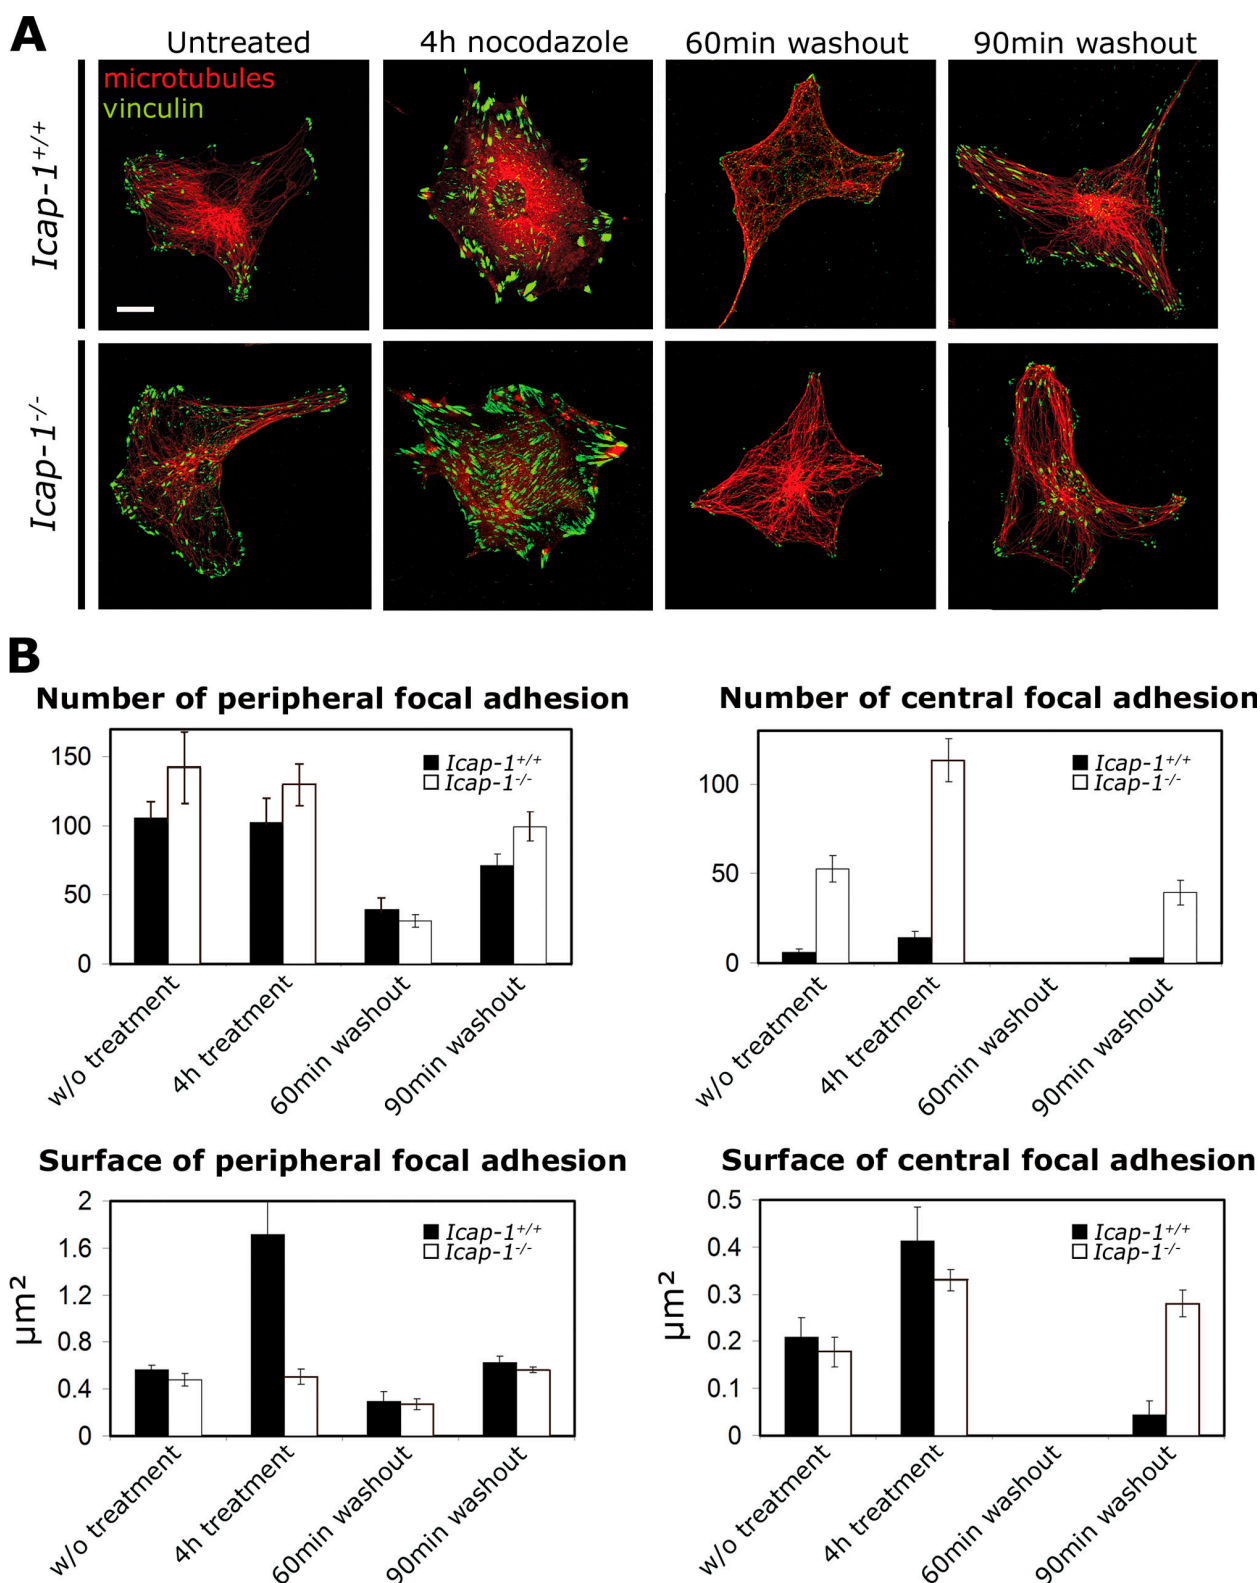 A
Untreated 4h nocodazole 60min washout 90min washout
microtubules
vinculin
Icap-1+/+
Icap-1-/-
B
Number of peripheral focal adhesion
150
100
50
0
Icap-1+/+
Icap-1-/-
w/o treatment
4h treatment
60min washout
90min washout
Number of central focal adhesion
100
50
0
Icap-1+/+
Icap-1-/-
w/o treatment
4h treatment
60min washout
90min washout
Surface of peripheral focal adhesion
µm²
2
1.6
1.2
0.8
0.4
0
Icap-1+/+
Icap-1-/-
w/o treatment
4h treatment
60min washout
90min washout
Surface of central focal adhesion
µm²
0.5
0.4
0.3
0.2
0.1
0
Icap-1+/+
Icap-1-/-
w/o treatment
4h treatment
60min washout
90min washout